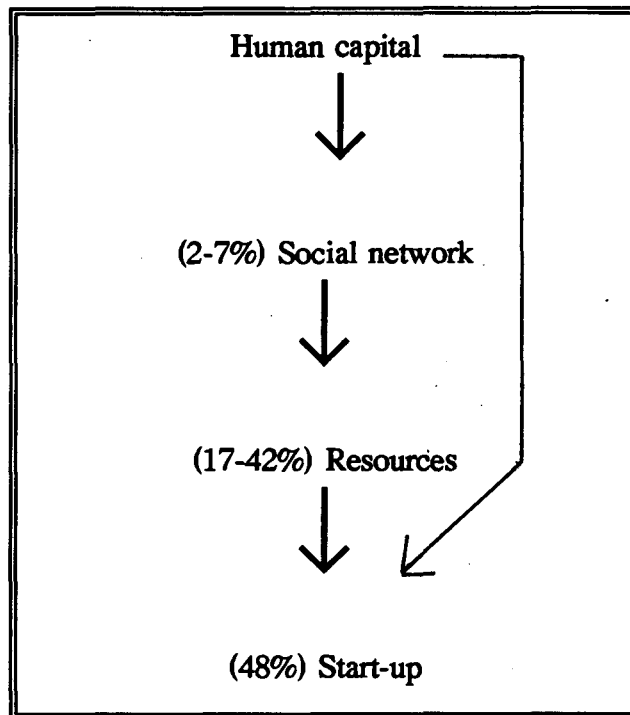 Human capital
(2-7%) Social network
(17-42%) Resources
(48%) Start-up